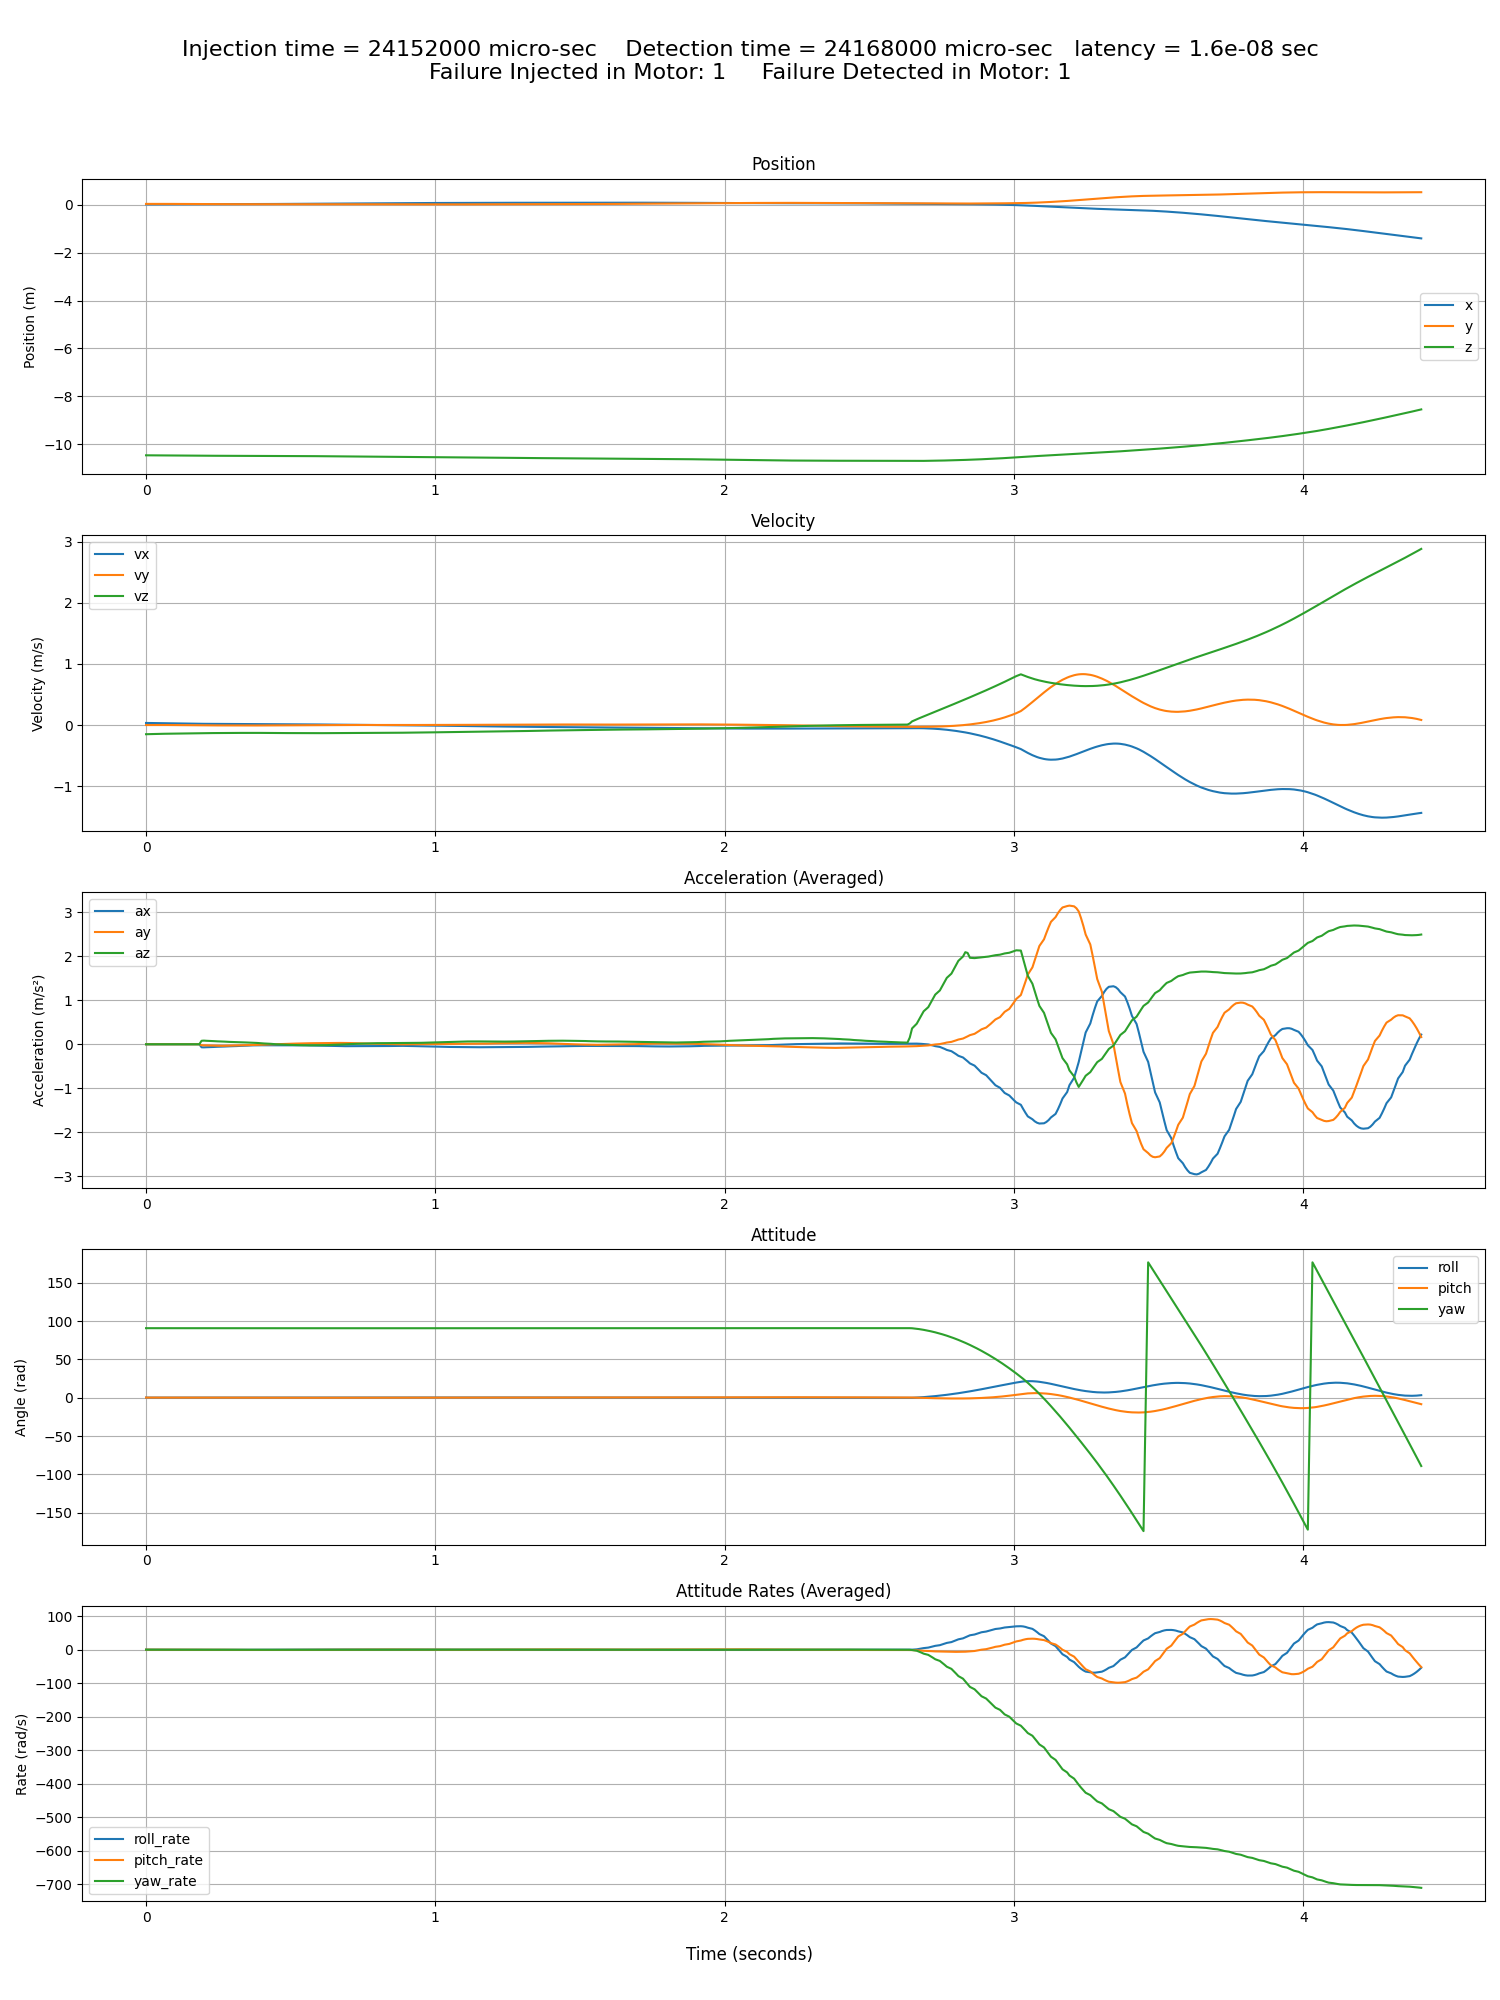 Injection time = 24152000 micro-sec    Detection time = 24168000 micro-sec   latency = 1.6e-08 sec
Failure Injected in Motor: 1     Failure Detected in Motor: 1
Position
Position (m)
0
−2
−4
−6
−8
−10
x
y
z
0 1 2 3 4
Velocity
Velocity (m/s)
3
2
1
0
−1
vx
vy
vz
0 1 2 3 4
Acceleration (Averaged)
Acceleration (m/s²)
3
2
1
0
−1
−2
−3
ax
ay
az
0 1 2 3 4
Attitude
Angle (rad)
150
100
50
0
−50
−100
−150
roll
pitch
yaw
0 1 2 3 4
Attitude Rates (Averaged)
Rate (rad/s)
100
0
−100
−200
−300
−400
−500
−600
−700
roll_rate
pitch_rate
yaw_rate
0 1 2 3 4
Time (seconds)